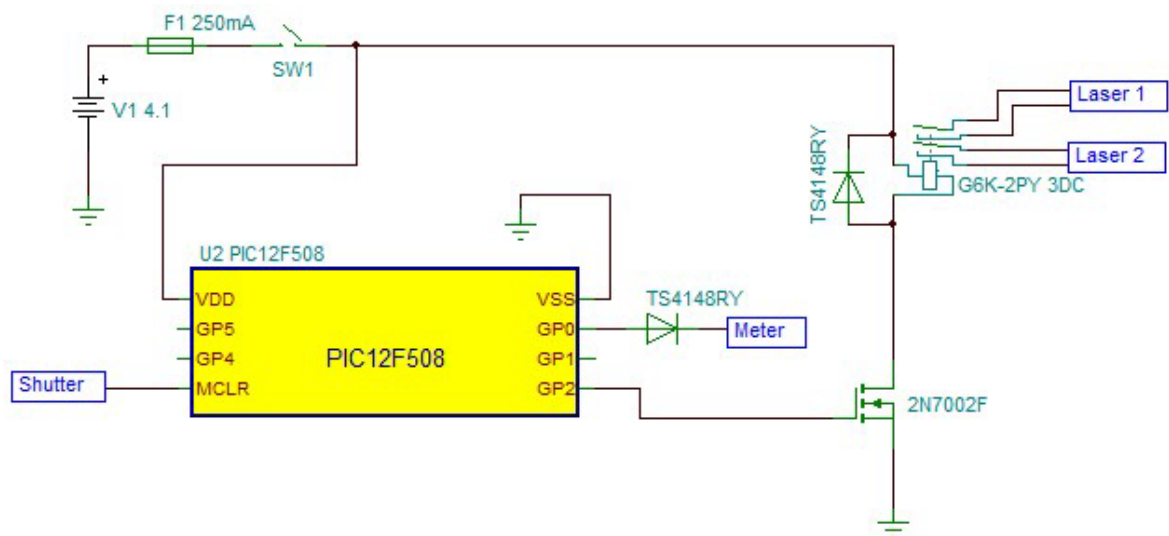 F1 250mA
SW1
+
V1 4.1
Laser 1
Laser 2
TS4148RY
G6K-2PY 3DC
U2 PIC12F508
VDD
VSS
TS4148RY
GP5
GP0
Meter
GP4
PIC12F508
GP1
Shutter
MCLR
GP2
2N7002F